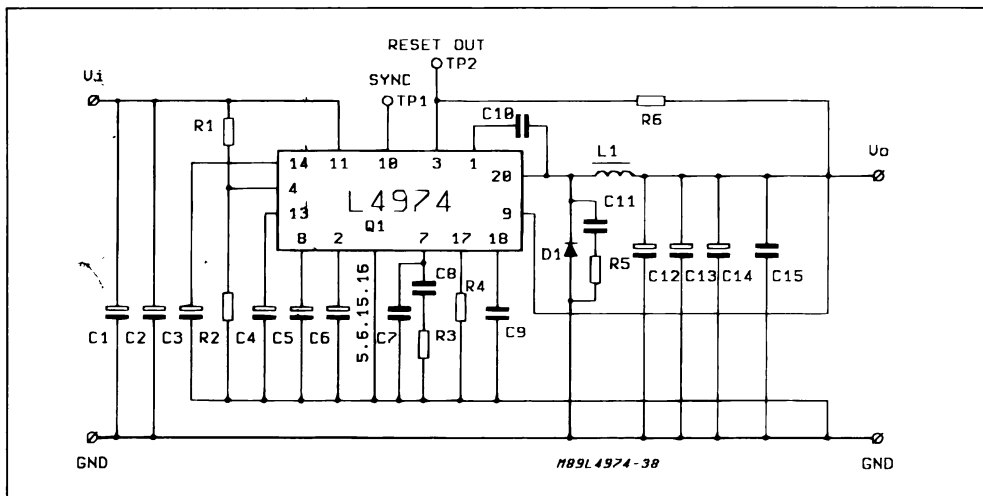 RESET OUT
TP2
SYNC
TP1
Vi
R1
C10
R6
L1
Vo
14 11 10 3 1
20
4
L4974
13
Q1
9
8 2 7 17 18
C11
D1
R5
C8
R4
5.6.15.16
C1 C2 C3 R2 C4 C5 C6 C7 R3 C9
C12 C13 C14 C15
GND
M89L4974-38
GND